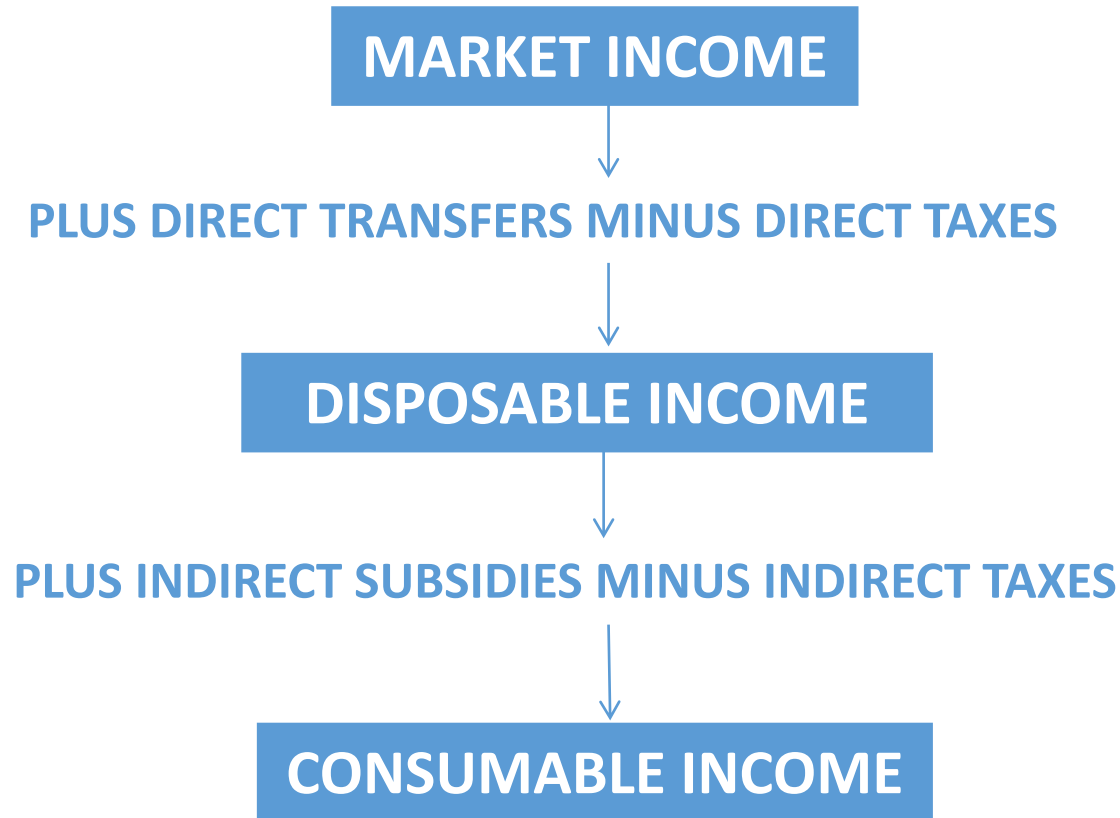 MARKET INCOME
PLUS DIRECT TRANSFERS MINUS DIRECT TAXES
DISPOSABLE INCOME
PLUS INDIRECT SUBSIDIES MINUS INDIRECT TAXES
CONSUMABLE INCOME